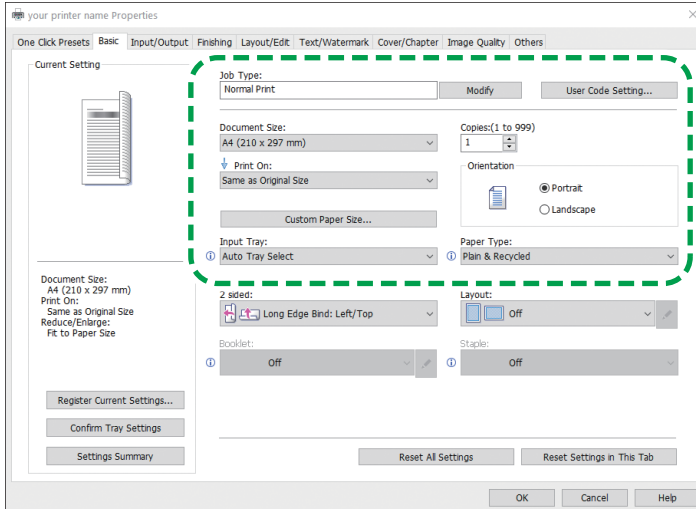 your printer name Properties
One Click Presets Basic Input/Output Finishing Layout/Edit Text/Watermark Cover/Chapter Image Quality Others
Current Setting
Job Type:
Normal Print
Modify
User Code Setting...
Document Size:
A4 (210 x 297 mm)
Copies:(1 to 999)
1
Print On:
Same as Original Size
Orientation
Portrait
Landscape
Custom Paper Size...
Input Tray:
Auto Tray Select
Paper Type:
Plain & Recycled
Document Size:
A4 (210 x 297 mm)
Print On:
Same as Original Size
Reduce/Enlarge:
Fit to Paper Size
2 sided:
Long Edge Bind: Left/Top
Layout:
Off
Booklet:
Off
Staple:
Off
Register Current Settings...
Confirm Tray Settings
Settings Summary
Reset All Settings
Reset Settings in This Tab
OK
Cancel
Help